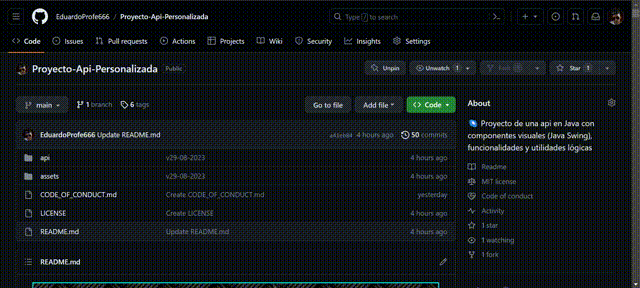 EduardoProfe666 / Proyecto-Api-Personalizada
Type / to search
Code Issues Pull requests Actions Projects Wiki Security Insights Settings
Proyecto-Api-Personalizada Public
Unpin Unwatch 1 Fork Star 1
main 1 branch 6 tags Go to file Add file Code
EduardoProfe666 Update README.md 4 hours ago 50 commits
api v29-08-2023 4 hours ago
assets v29-08-2023 4 hours ago
CODE_OF_CONDUCT.md Create CODE_OF_CONDUCT.md yesterday
LICENSE Create LICENSE 4 hours ago
README.md Update README.md 4 hours ago
README.md
About
Proyecto de una api en Java con
componentes visuales (Java Swing),
funcionalidades y utilidades lógicas
Readme
MIT license
Code of conduct
Activity
1 star
1 watching
1 fork